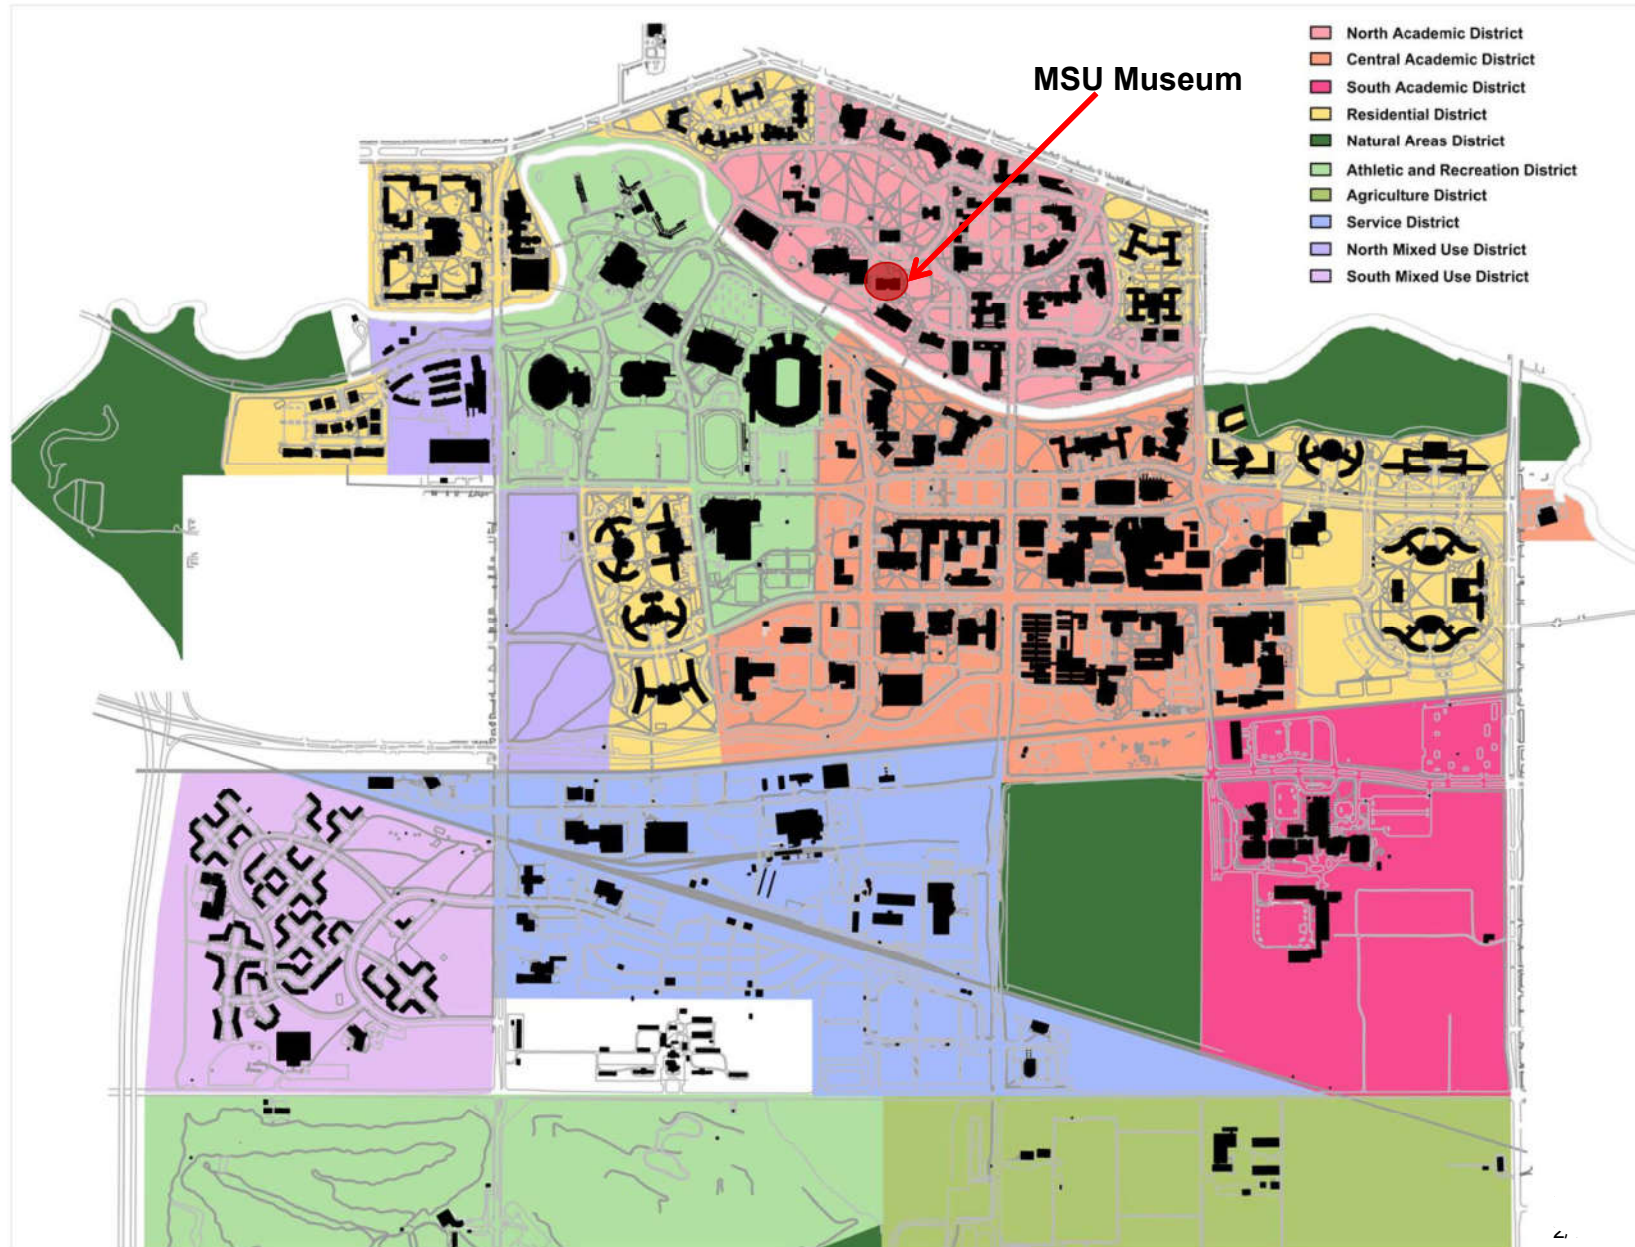 MSU Museum
North Academic District
Central Academic District
South Academic District
Residential District
Natural Areas District
Athletic and Recreation District
Agriculture District
Service District
North Mixed Use District
South Mixed Use District